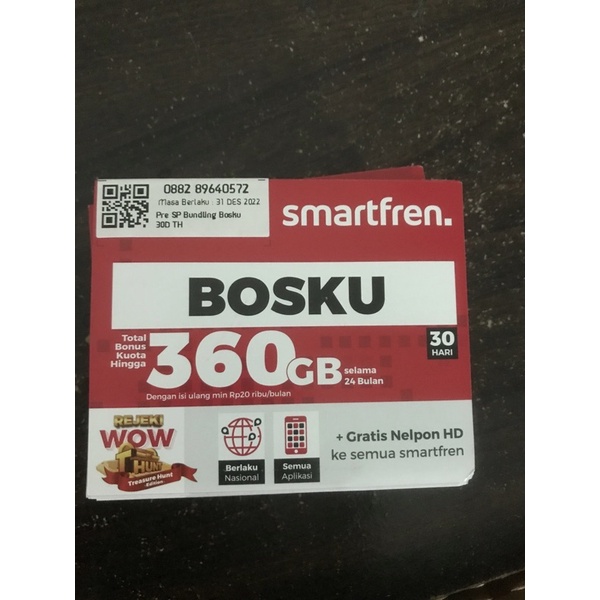 0882 89640572
Masa Berlaku : 31 DES 2022
Pre SP Bundling Bosku
30D TH
smartfren.
BOSKU
Total
Bonus
Kuota
Hingga
360GB
selama
24 Bulan
30
HARI
Dengan isi ulang min Rp20 ribu/bulan
REJEKI
WOW
HUNT
Treasure Hunt
Edition
Berlaku
Nasional
Semua
Aplikasi
+ Gratis Nelpon HD
ke semua smartfren